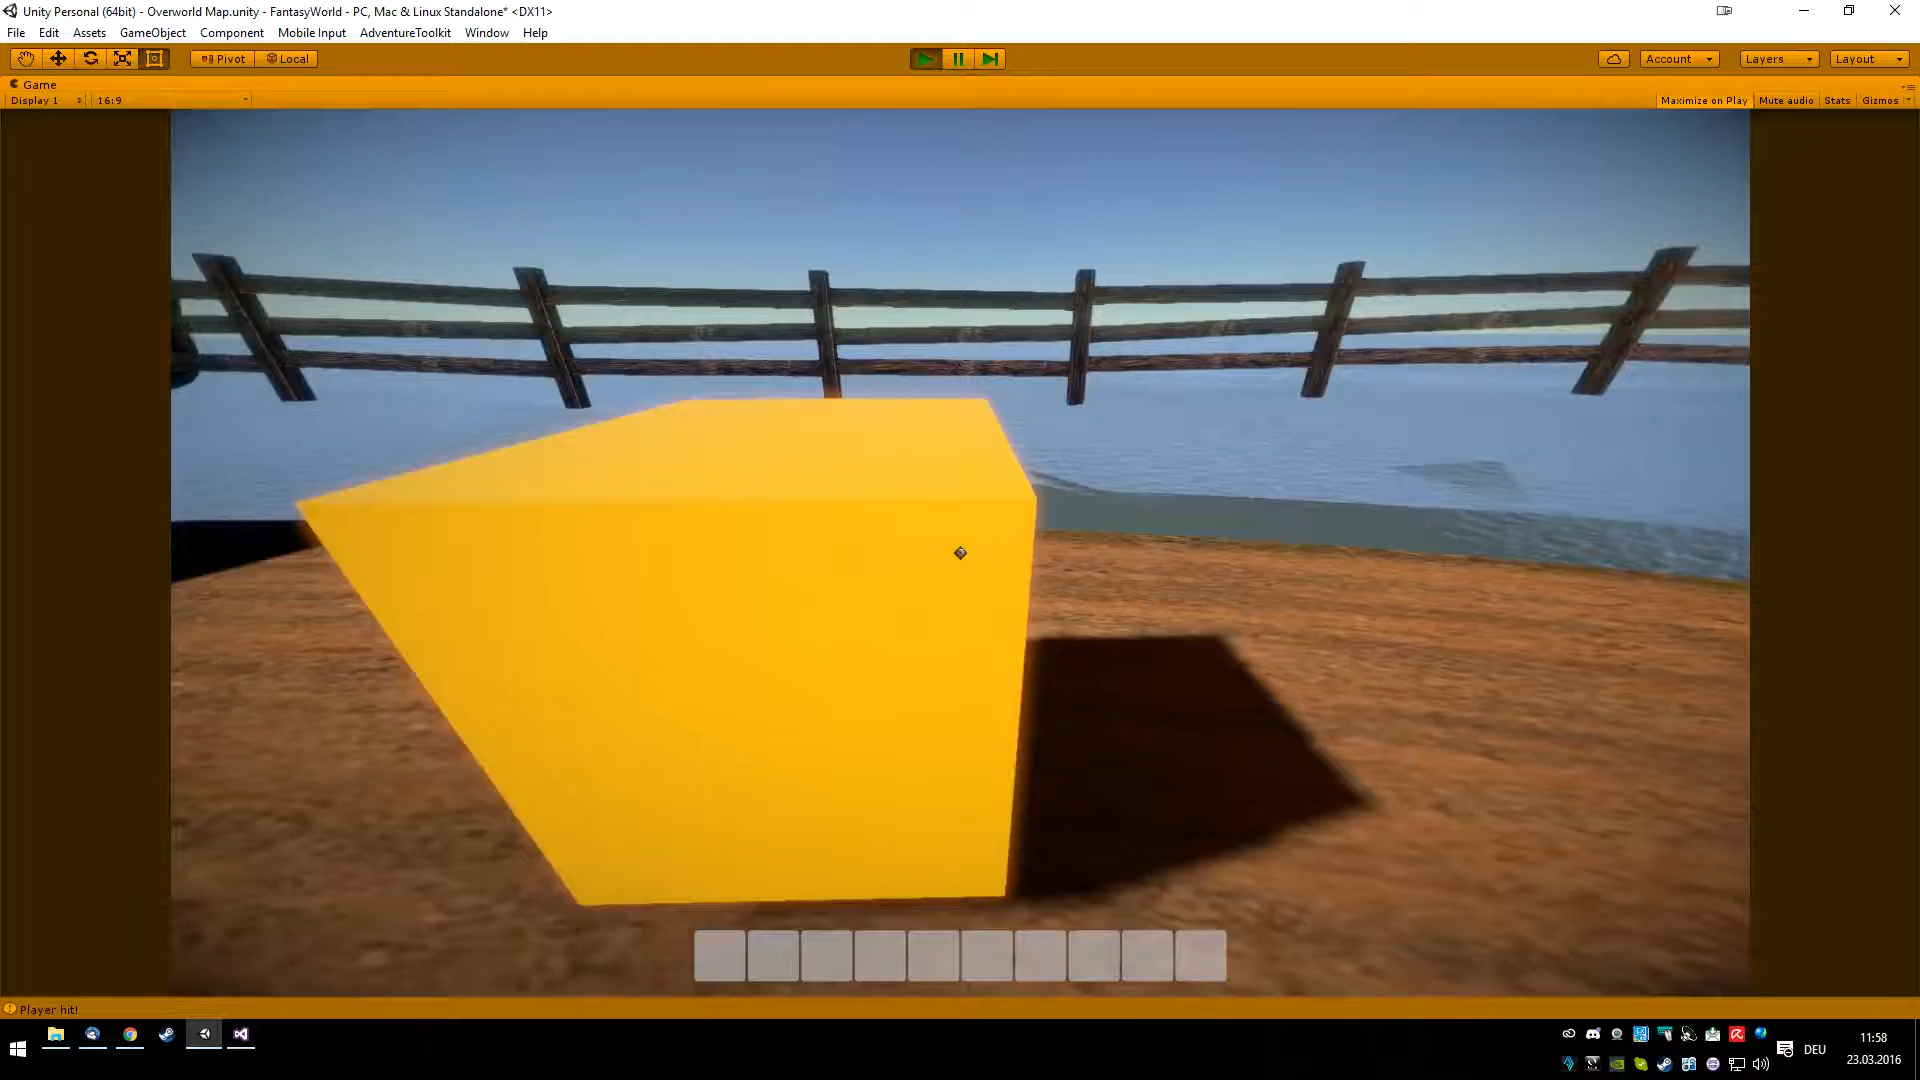 Unity Personal (64bit) - Overworld Map.unity - FantasyWorld - PC, Mac & Linux Standalone* <DX11>
File Edit Assets GameObject Component Mobile Input AdventureToolkit Window Help
Pivot Local Account Layers Layout
Game
Display 1 16:9 Maximize on Play Mute audio Stats Gizmos
Player hit!
11:58
DEU
23.03.2016